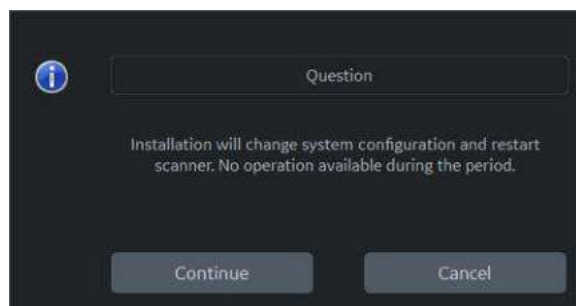 Question
Installation will change system configuration and restart
scanner. No operation available during the period.
Continue
Cancel